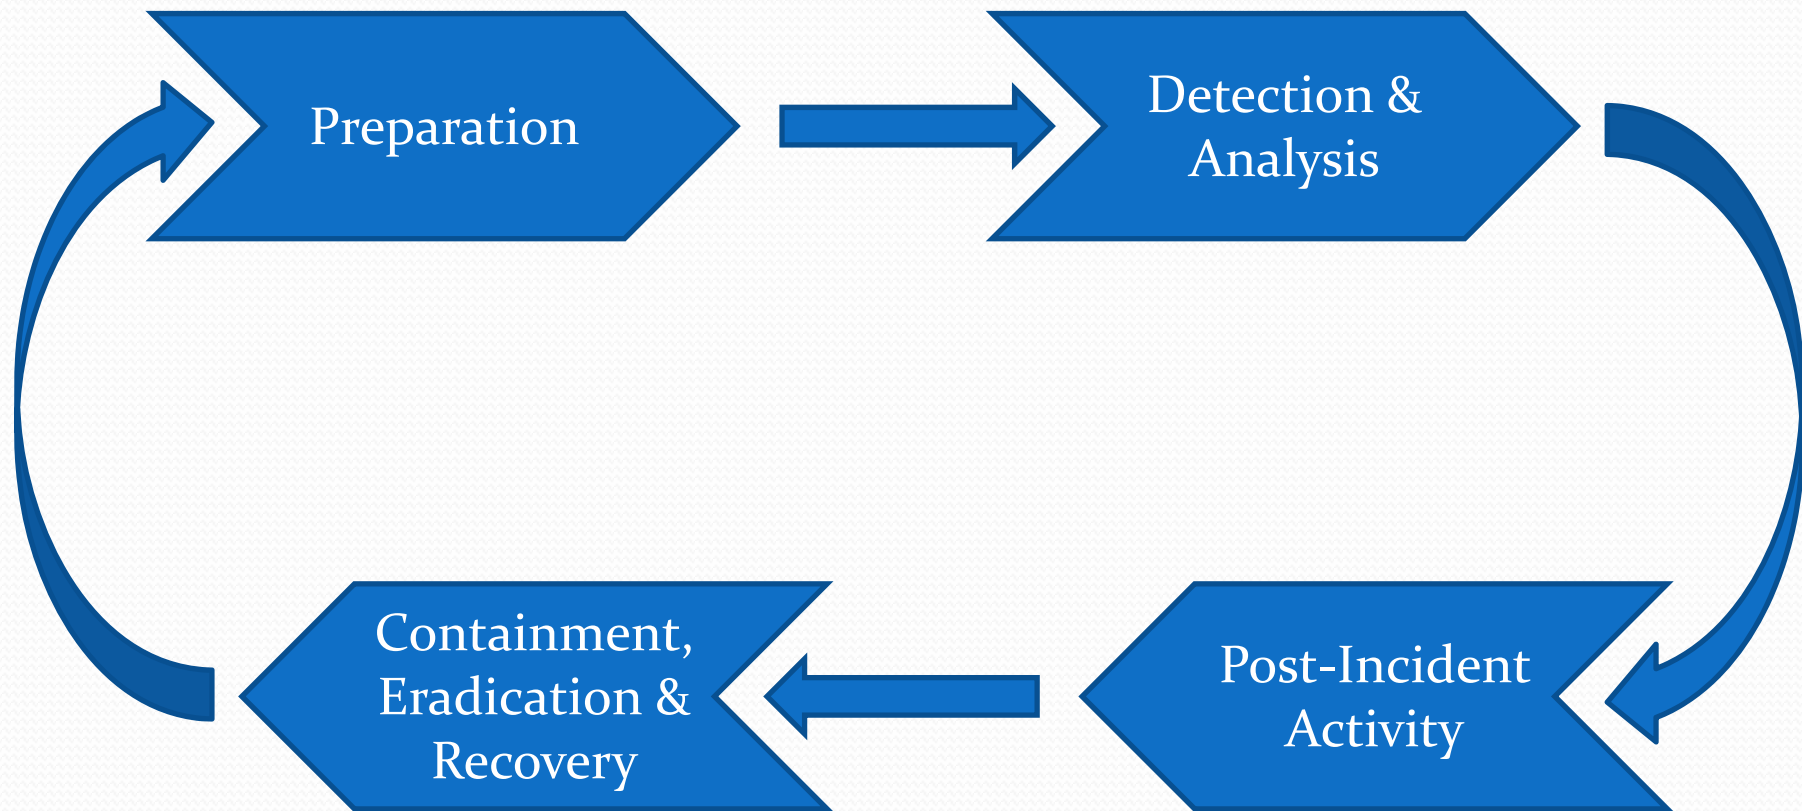 Preparation
Detection &
Analysis
Post-Incident
Activity
Containment,
Eradication &
Recovery